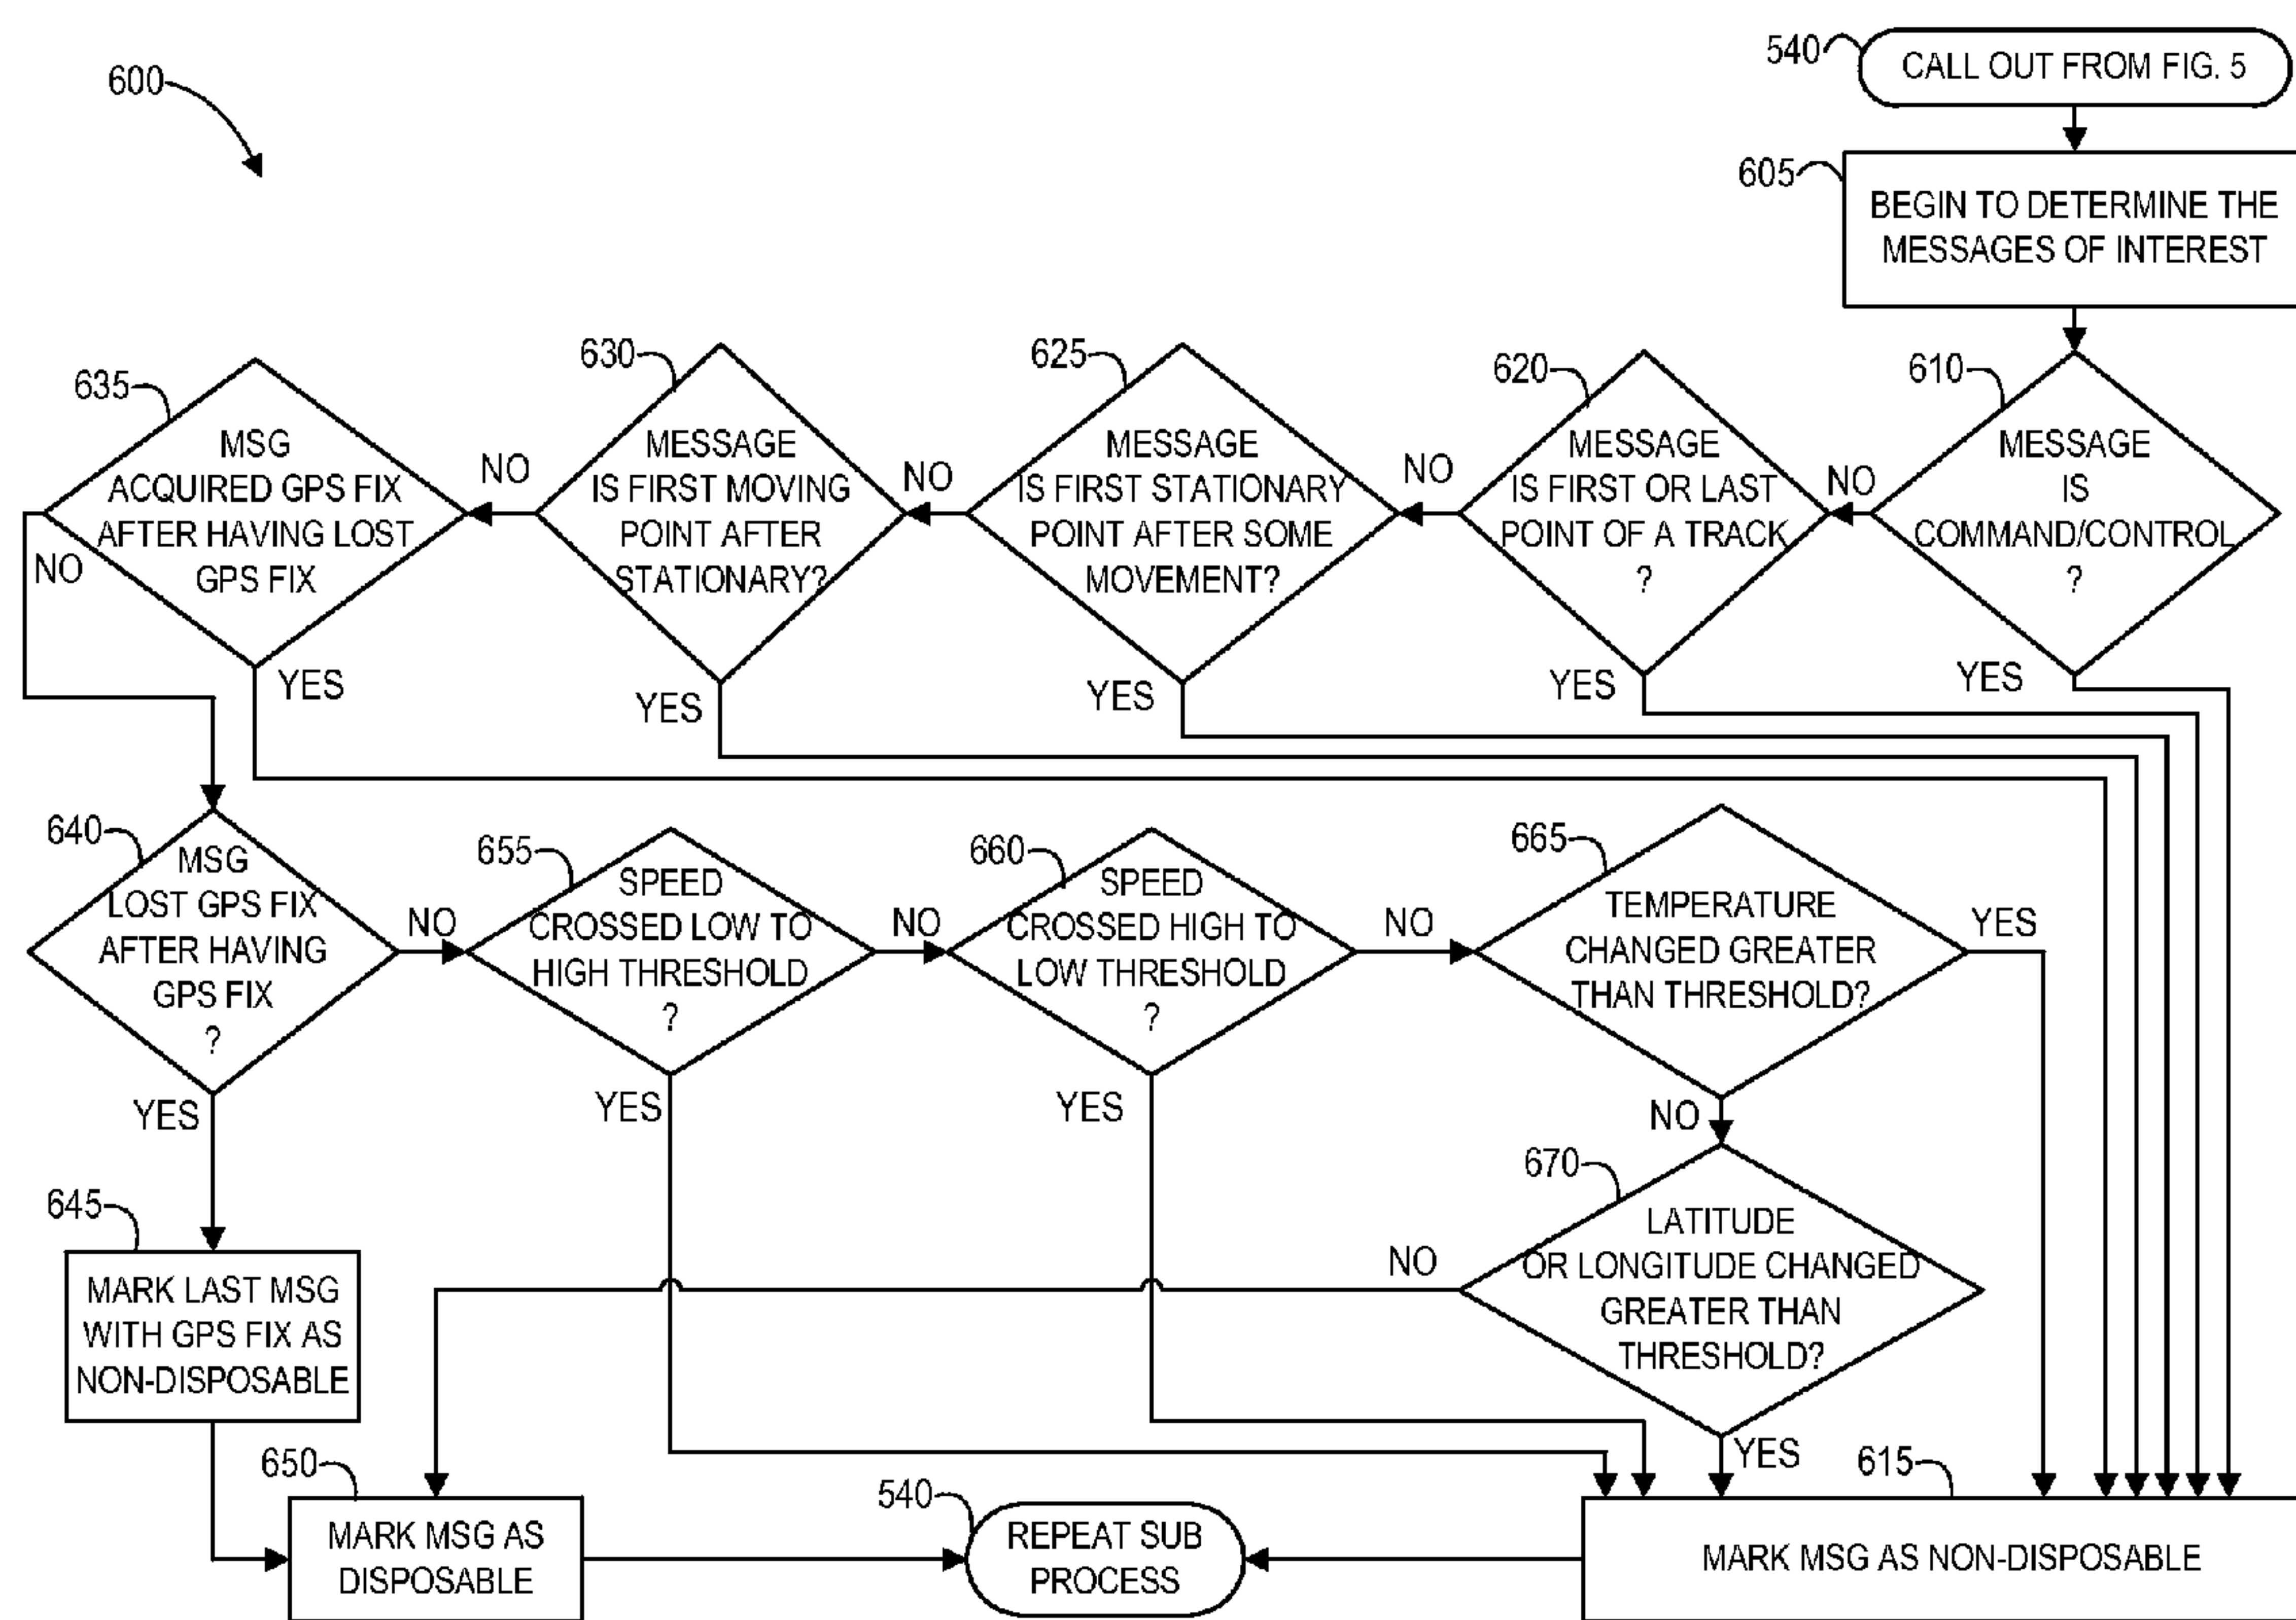 600
540
CALL OUT FROM FIG. 5
605
BEGIN TO DETERMINE THE
MESSAGES OF INTEREST
610
MESSAGE
IS
COMMAND/CONTROL
?
NO
YES
620
MESSAGE
IS FIRST OR LAST
POINT OF A TRACK
?
NO
YES
625
MESSAGE
IS FIRST STATIONARY
POINT AFTER SOME
MOVEMENT?
NO
YES
630
MESSAGE
IS FIRST MOVING
POINT AFTER
STATIONARY?
NO
YES
635
MSG
ACQUIRED GPS FIX
AFTER HAVING LOST
GPS FIX
NO
YES
640
MSG
LOST GPS FIX
AFTER HAVING
GPS FIX
?
NO
YES
655
SPEED
CROSSED LOW TO
HIGH THRESHOLD
?
NO
YES
660
SPEED
CROSSED HIGH TO
LOW THRESHOLD
?
NO
YES
665
TEMPERATURE
CHANGED GREATER
THAN THRESHOLD?
YES
NO
670
LATITUDE
OR LONGITUDE CHANGED
GREATER THAN
THRESHOLD?
NO
YES
645
MARK LAST MSG
WITH GPS FIX AS
NON-DISPOSABLE
650
MARK MSG AS
DISPOSABLE
540
REPEAT SUB
PROCESS
615
MARK MSG AS NON-DISPOSABLE